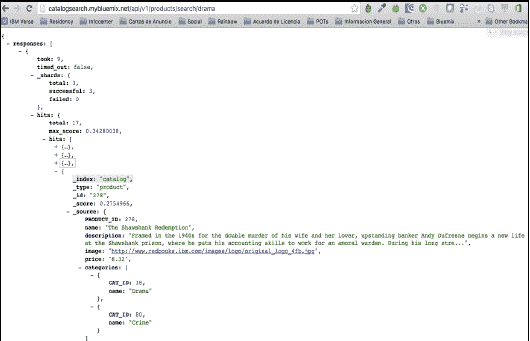 catalogsearch.mybluemix.net/api/v1/products/search/drama
IBM Verse Rapidoh Infocenter Cartas de Anuncio Social Rainbow Acuerdo de Licencia POTs Informacion General Otras Bluemix » Other Bookmar
{
- responses: [
- {
took: 9,
timed_out: false,
- _shards: {
total: 3,
successful: 3,
failed: 0
},
- hits: {
total: 17,
max_score: 0.34280038,
- hits: [
+ {…},
+ {…},
+ {…},
- {
_index: "catalog",
_type: "product",
_id: "278",
_score: 0.2754966,
- _source: {
PRODUCT_ID: 278,
name: "The Shawshank Redemption",
description: "Framed in the 1940s for the double murder of his wife and her lover, upstanding banker Andy Dufresne begins a new life
at the Shawshank prison, where he puts his accounting skills to work for an amoral warden. During his long stre...",
image: "http://www.redbooks.ibm.com/images/logo/original_logo_4fb.jpg",
price: "8.32",
- categories: [
- {
CAT_ID: 18,
name: "Drama"
},
- {
CAT_ID: 80,
name: "Crime"
}
]